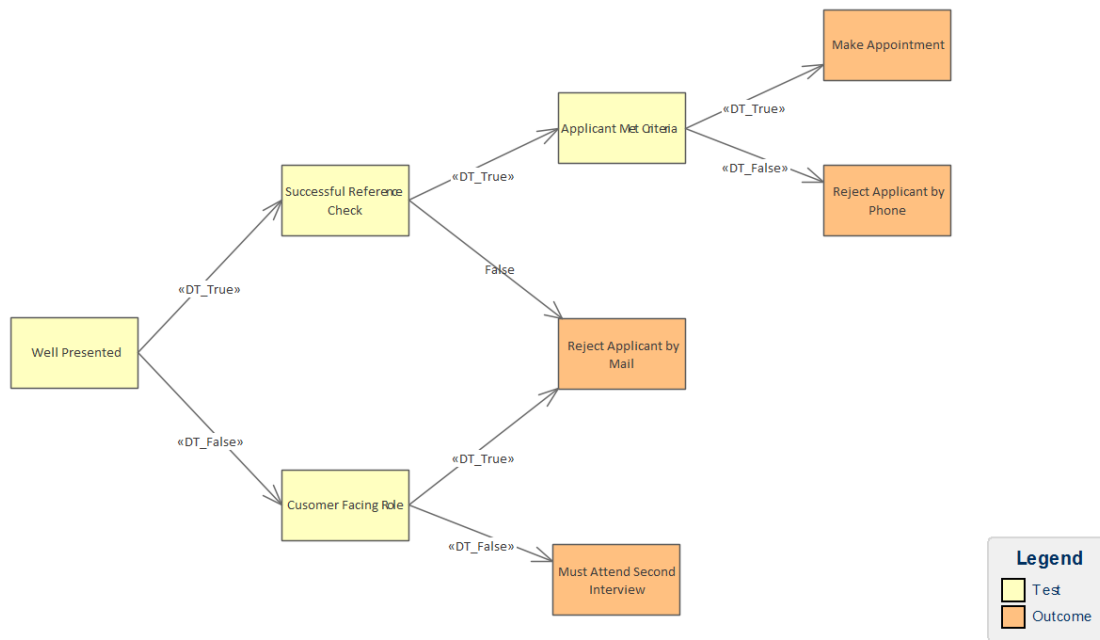 Make Appointment
«DT_True»
Applicant Met Criteria
«DT_False»
«DT_True»
Successful Reference
Check
Reject Applicant by
Phone
False
«DT_True»
Well Presented
Reject Applicant by
Mail
«DT_False»
«DT_True»
Cusomer Facing Role
«DT_False»
Must Attend Second
Interview
Legend
Test
Outcome